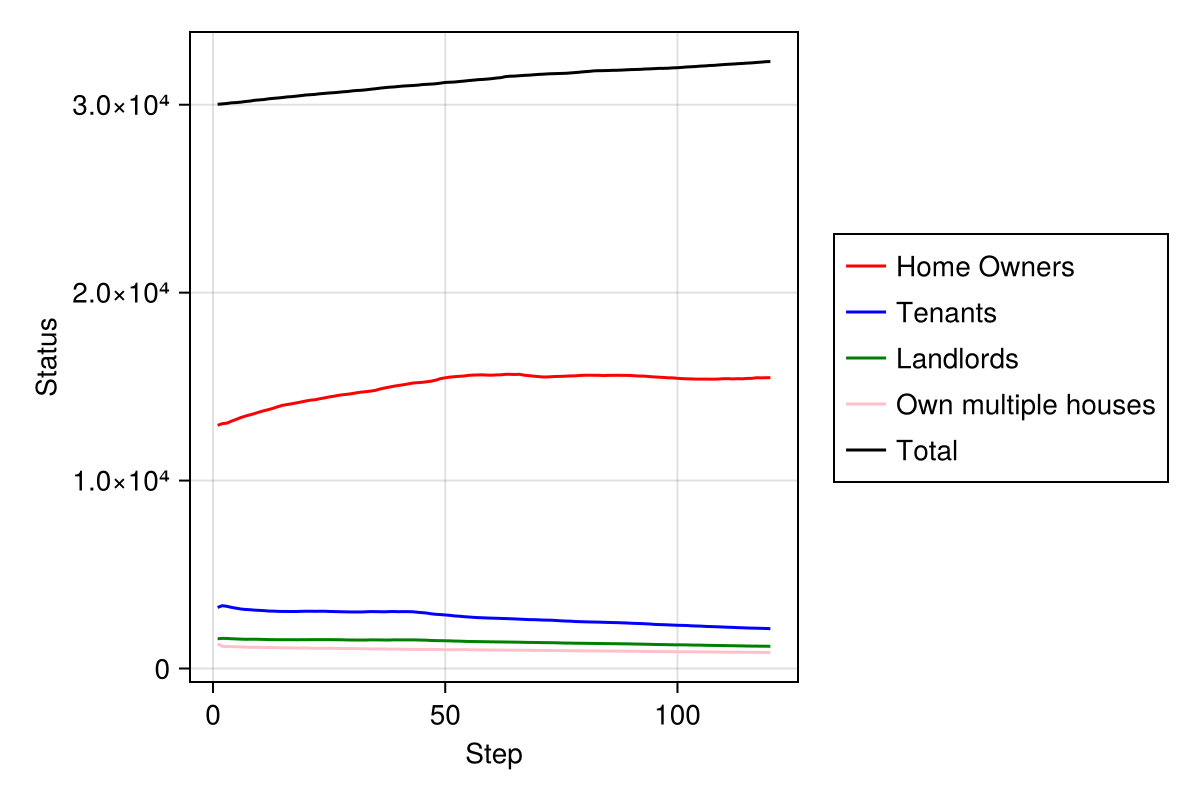 3.0×10⁴
2.0×10⁴
1.0×10⁴
0
Status
0
50
100
Step
Home Owners
Tenants
Landlords
Own multiple houses
Total